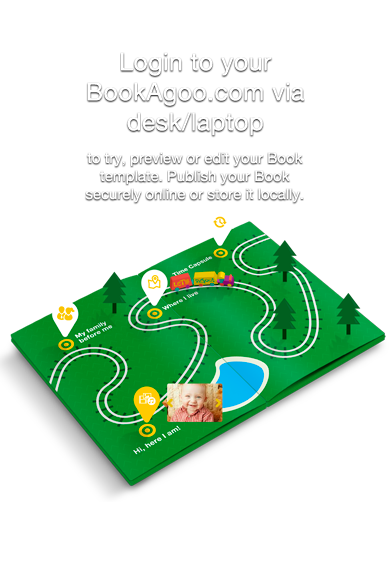 Login to your
BookAgoo.com via
desk/laptop
to try, preview or edit your Book
template. Publish your Book
securely online or store it locally.
Time Capsule
Where I live
My family
before me
Hi, here I am!